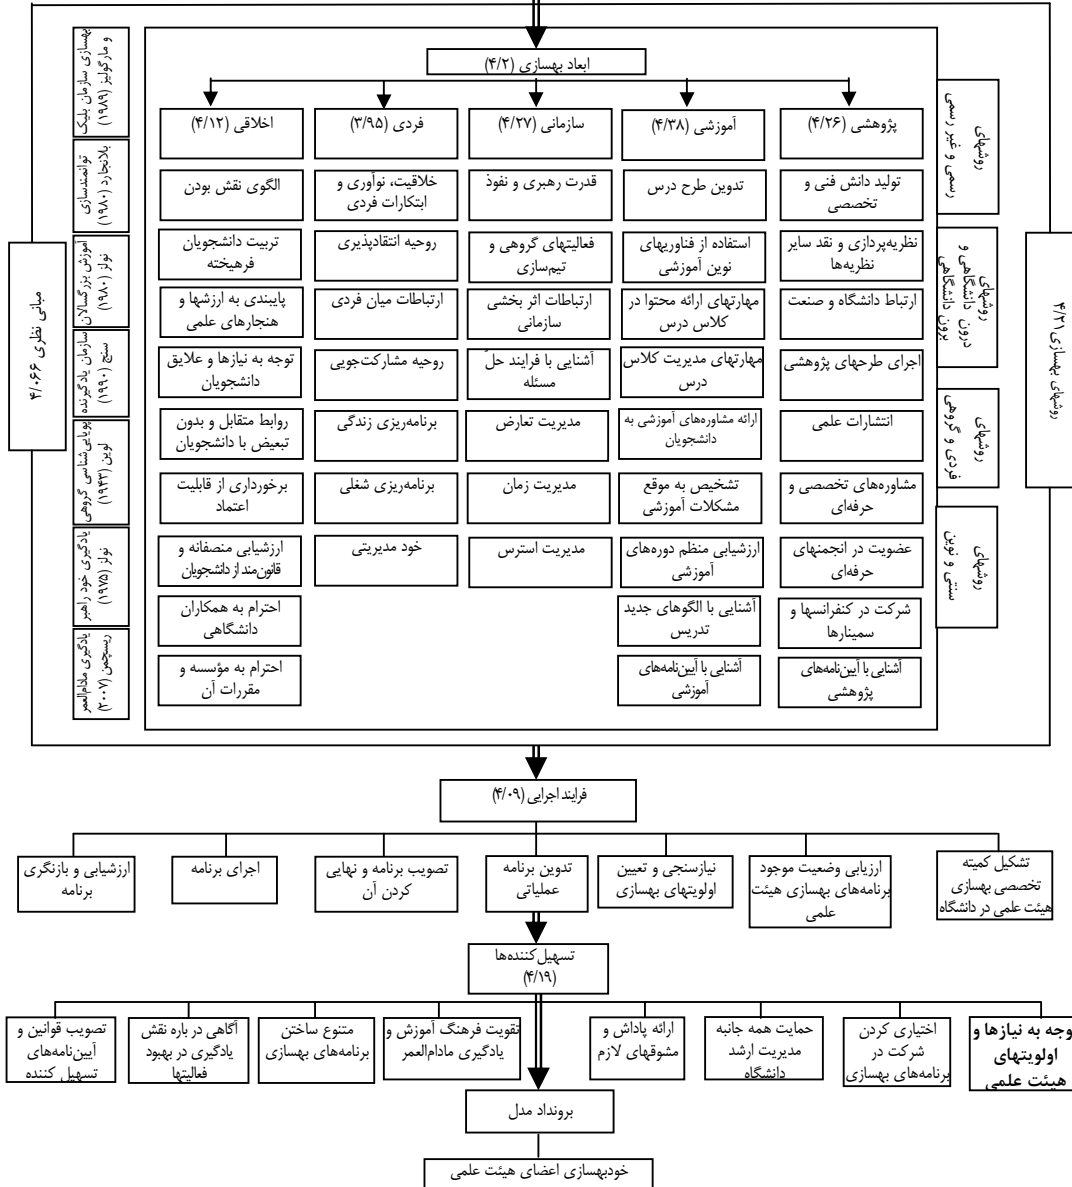 ابعاد بهسازی (۴/۲)
پژوهشی (۴/۲۶)
تولید دانش فنی و
تخصصی
نظریه‌پردازی و نقد سایر
نظریه‌ها
ارتباط دانشگاه و صنعت
اجرای طرحهای پژوهشی
انتشارات علمی
مشاوره‌های تخصصی و
حرفه‌ای
عضویت در انجمنهای
حرفه‌ای
شرکت در کنفرانسها و
سمینارها
آشنایی با آیین‌نامه‌های
پژوهشی
آموزشی (۴/۳۸)
تدوین طرح درس
استفاده از فناوریهای
نوین آموزشی
مهارتهای ارائه محتوا در
کلاس درس
مهارتهای مدیریت کلاس
درس
ارائه مشاوره‌های آموزشی به
دانشجویان
تشخیص به موقع
مشکلات آموزشی
ارزشیابی منظم دوره‌های
آموزشی
آشنایی با الگوهای جدید
تدریس
آشنایی با آیین‌نامه‌های
آموزشی
سازمانی (۴/۲۷)
قدرت رهبری و نفوذ
فعالیتهای گروهی و
تیم‌سازی
ارتباطات اثر بخشی
سازمانی
آشنایی با فرایند حلّ
مسئله
مدیریت تعارض
مدیریت زمان
مدیریت استرس
فردی (۳/۹۵)
خلاقیت، نوآوری و
ابتکارات فردی
روحیه انتقادپذیری
ارتباطات میان فردی
روحیه مشارکت‌جویی
برنامه‌ریزی زندگی
برنامه‌ریزی شغلی
خود مدیریتی
اخلاقی (۴/۱۲)
الگوی نقش بودن
تربیت دانشجویان
فرهیخته
پایبندی به ارزشها و
هنجارهای علمی
توجه به نیازها و علایق
دانشجویان
روابط متقابل و بدون
تبعیض با دانشجویان
برخورداری از قابلیت
اعتماد
ارزشیابی منصفانه و
قانون‌مند از دانشجویان
احترام به همکاران
دانشگاهی
احترام به مؤسسه و
مقررات آن
روشهای بهسازی ۴/۲۱
روشهای
رسمی و غیر رسمی
روشهای
درون دانشگاهی و
برون دانشگاهی
روشهای
فردی و گروهی
روشهای
سنتی و نوین
مبانی نظری ۴/۰۶۶
بهسازی سازمان بلیک
و مارگولیز (۱۹۸۹)
توانمندسازی
بلانچارد (۱۹۸۰)
آموزش بزرگسالان
نولز (۱۹۸۰)
سازمان یادگیرنده
سنج (۱۹۹۰)
پویایی‌شناسی گروهی
لوین (۱۹۴۳)
یادگیری خود راهبر
نولز (۱۹۷۵)
یادگیری مادام‌العمر
ریسچمن (۲۰۰۷)
فرایند اجرایی (۴/۰۹)
تشکیل کمیته
تخصصی بهسازی
هیئت علمی در دانشگاه
ارزیابی وضعیت موجود
برنامه‌های بهسازی هیئت
علمی
نیازسنجی و تعیین
اولویتهای بهسازی
تدوین برنامه
عملیاتی
تصویب برنامه و نهایی
کردن آن
اجرای برنامه
ارزشیابی و بازنگری
برنامه
تسهیل‌کننده‌ها
(۴/۱۹)
وجه به نیازها و
اولویتهای
هیئت علمی
اختیاری کردن
شرکت در
برنامه‌های بهسازی
حمایت همه جانبه
مدیریت ارشد
دانشگاه
ارائه پاداش و
مشوقهای لازم
تقویت فرهنگ آموزش و
یادگیری مادام‌العمر
متنوع ساختن
برنامه‌های بهسازی
آگاهی در باره نقش
یادگیری در بهبود
فعالیتها
تصویب قوانین و
آیین‌نامه‌های
تسهیل کننده
برونداد مدل
خودبهسازی اعضای هیئت علمی